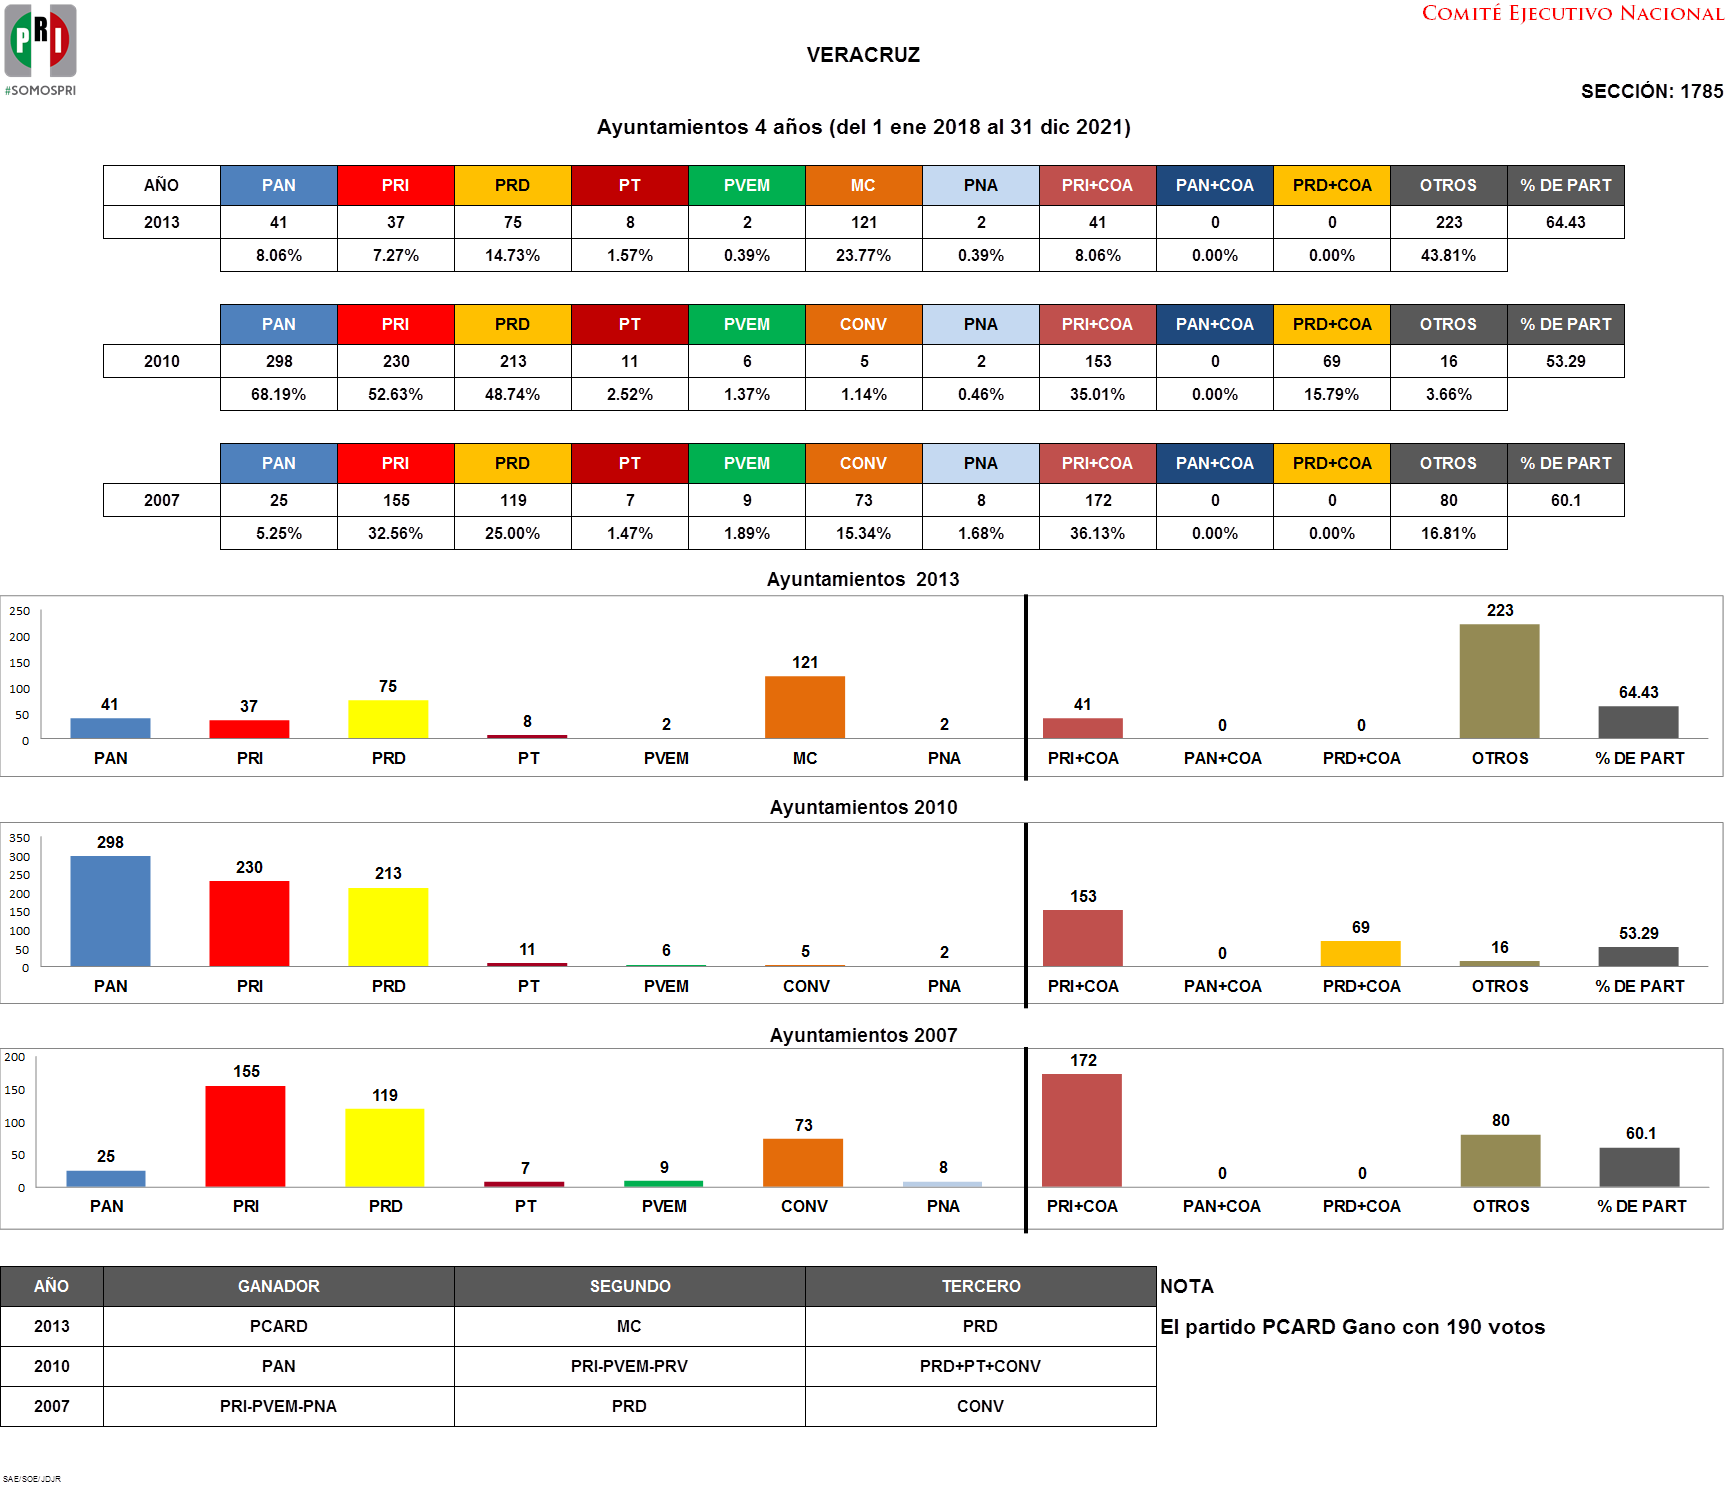 PRI
#SOMOSPRI
COMITÉ EJECUTIVO NACIONAL
VERACRUZ
SECCIÓN: 1785
Ayuntamientos 4 años (del 1 ene 2018 al 31 dic 2021)
AÑO PAN PRI PRD PT PVEM MC PNA PRI+COA PAN+COA PRD+COA OTROS % DE PART
2013 41 37 75 8 2 121 2 41 0 0 223 64.43
8.06% 7.27% 14.73% 1.57% 0.39% 23.77% 0.39% 8.06% 0.00% 0.00% 43.81%
PAN PRI PRD PT PVEM CONV PNA PRI+COA PAN+COA PRD+COA OTROS % DE PART
2010 298 230 213 11 6 5 2 153 0 69 16 53.29
68.19% 52.63% 48.74% 2.52% 1.37% 1.14% 0.46% 35.01% 0.00% 15.79% 3.66%
PAN PRI PRD PT PVEM CONV PNA PRI+COA PAN+COA PRD+COA OTROS % DE PART
2007 25 155 119 7 9 73 8 172 0 0 80 60.1
5.25% 32.56% 25.00% 1.47% 1.89% 15.34% 1.68% 36.13% 0.00% 0.00% 16.81%
Ayuntamientos 2013
250
200
150
100
50
0
41 37 75 8 2 121 2 41 0 0 223 64.43
PAN PRI PRD PT PVEM MC PNA PRI+COA PAN+COA PRD+COA OTROS % DE PART
Ayuntamientos 2010
350
300
250
200
150
100
50
0
298 230 213 11 6 5 2 153 0 69 16 53.29
PAN PRI PRD PT PVEM CONV PNA PRI+COA PAN+COA PRD+COA OTROS % DE PART
Ayuntamientos 2007
200
150
100
50
0
25 155 119 7 9 73 8 172 0 0 80 60.1
PAN PRI PRD PT PVEM CONV PNA PRI+COA PAN+COA PRD+COA OTROS % DE PART
AÑO GANADOR SEGUNDO TERCERO NOTA
2013 PCARD MC PRD El partido PCARD Gano con 190 votos
2010 PAN PRI-PVEM-PRV PRD+PT+CONV
2007 PRI-PVEM-PNA PRD CONV
SAE/SOE/JDJR